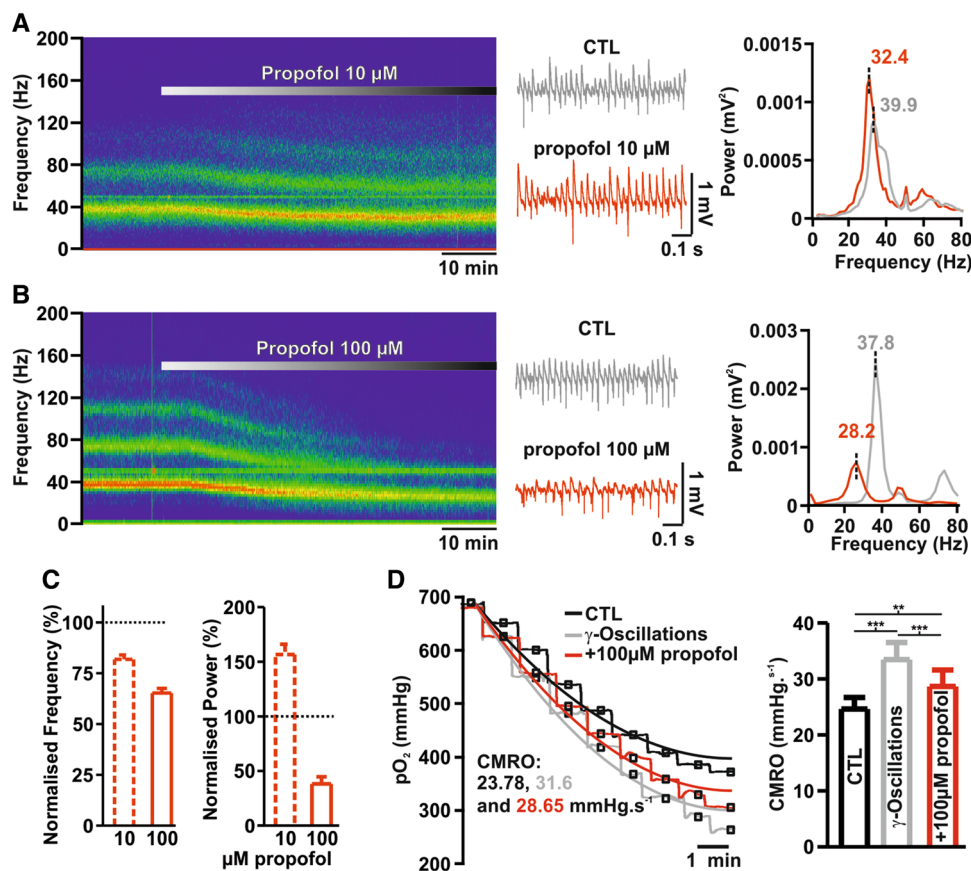 A
Frequency (Hz)
200
160
120
80
40
0
Propofol 10 µM
10 min
CTL
propofol 10 µM
1 mV
0.1 s
Power (mV²)
0.0015
0.001
0.0005
0
32.4
39.9
0 20 40 60 80
Frequency (Hz)
B
Frequency (Hz)
200
160
120
80
40
0
Propofol 100 µM
10 min
CTL
propofol 100 µM
1 mV
0.1 s
Power (mV²)
0.003
0.002
0.001
0
37.8
28.2
0 20 40 60 80
Frequency (Hz)
C
Normalised Frequency (%)
100
75
50
25
0
10 100
Normalised Power (%)
200
150
100
50
0
10 100
µM propofol
D
pO₂ (mmHg)
700
600
500
400
300
200
CTL
γ-Oscillations
+100µM propofol
CMRO:
23.78, 31.6
and 28.65 mmHg.s⁻¹
1 min
CMRO (mmHg.s⁻¹)
40
30
20
10
0
**
*** ***
CTL
γ-Oscillations
+100µM propofol